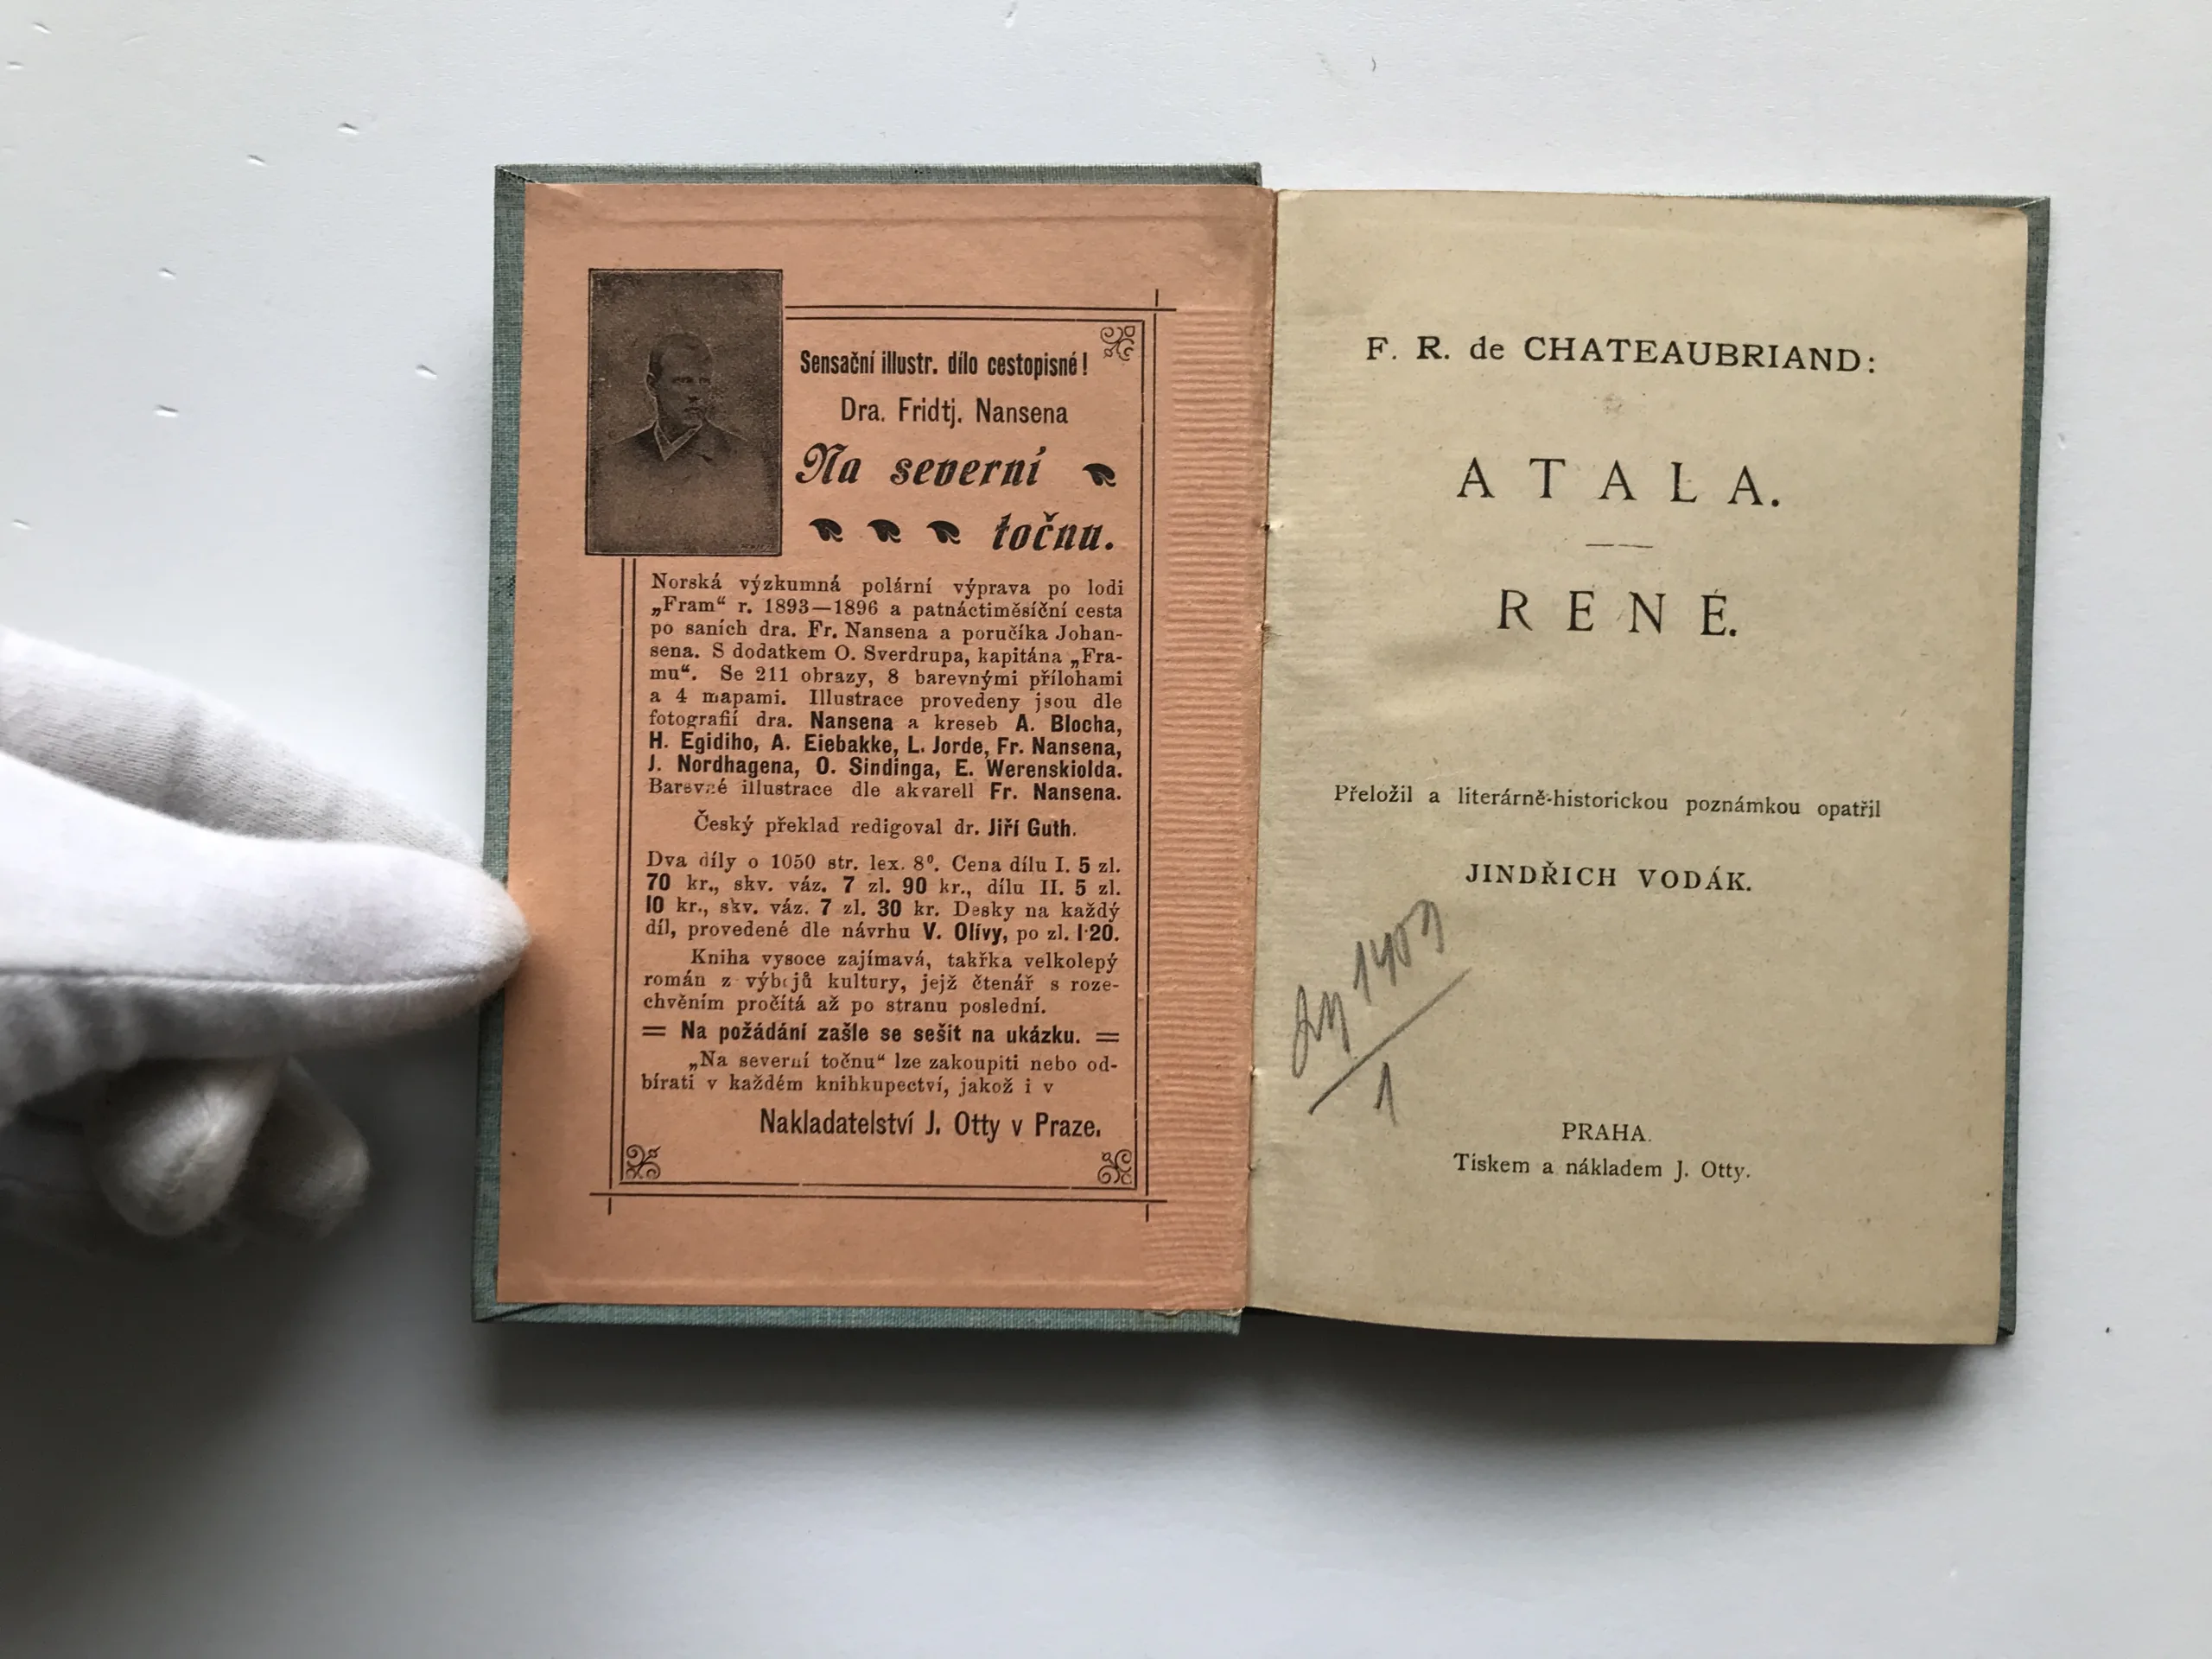 Sensační illustr. dílo cestopisné!
Dra. Fridtj. Nansena
Na severní
točnu.
Norská výzkumná polární výprava po lodi
„Fram“ r. 1893—1896 a patnáctiměsíční cesta
po saních dra. Fr. Nansena a poručíka Johan-
sena. S dodatkem O. Sverdrupa, kapitána „Fra-
mu“. Se 211 obrazy, 8 barevnými přílohami
a 4 mapami. Illustrace provedeny jsou dle
fotografií dra. Nansena a kreseb A. Blocha,
H. Egidiho, A. Eiebakke, L. Jorde, Fr. Nansena,
J. Nordhagena, O. Sindinga, E. Werenskiolda.
Barevné illustrace dle akvarell Fr. Nansena.
Český překlad redigoval dr. Jiří Guth.
Dva díly o 1050 str. lex. 8⁰. Cena dílu I. 5 zl.
70 kr., skv. váz. 7 zl. 90 kr., dílu II. 5 zl.
10 kr., skv. váz. 7 zl. 30 kr. Desky na každý
díl, provedené dle návrhu V. Olívy, po zl. 1·20.
Kniha vysoce zajímavá, takřka velkolepý
román z výbojů kultury, jejž čtenář s roze-
chvěním pročítá až po stranu poslední.
= Na požádání zašle se sešit na ukázku. =
„Na severní točnu“ lze zakoupiti nebo od-
bírati v každém knihkupectví, jakož i v
Nakladatelství J. Otty v Praze.
F. R. de CHATEAUBRIAND:
ATALA.
RENÉ.
Přeložil a literárně-historickou poznámkou opatřil
JINDŘICH VODÁK.
1
PRAHA.
Tiskem a nákladem J. Otty.